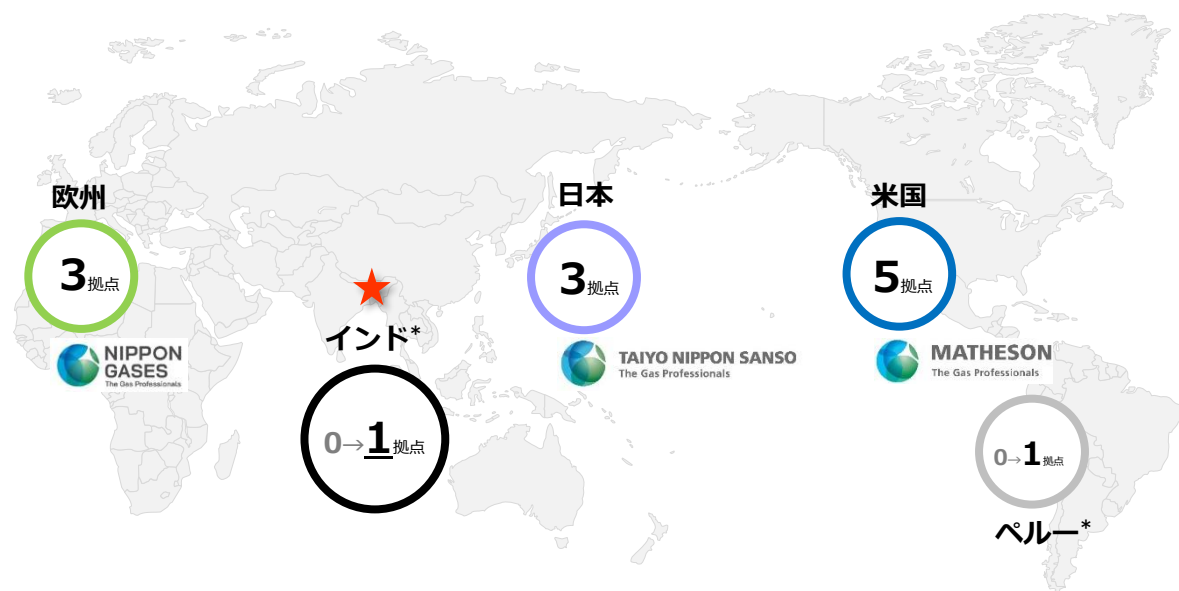 欧州
3拠点
NIPPON
GASES
The Gas Professionals
インド*
0→1拠点
日本
3拠点
TAIYO NIPPON SANSO
The Gas Professionals
米国
5拠点
MATHESON
The Gas Professionals
0→1拠点
ペルー*